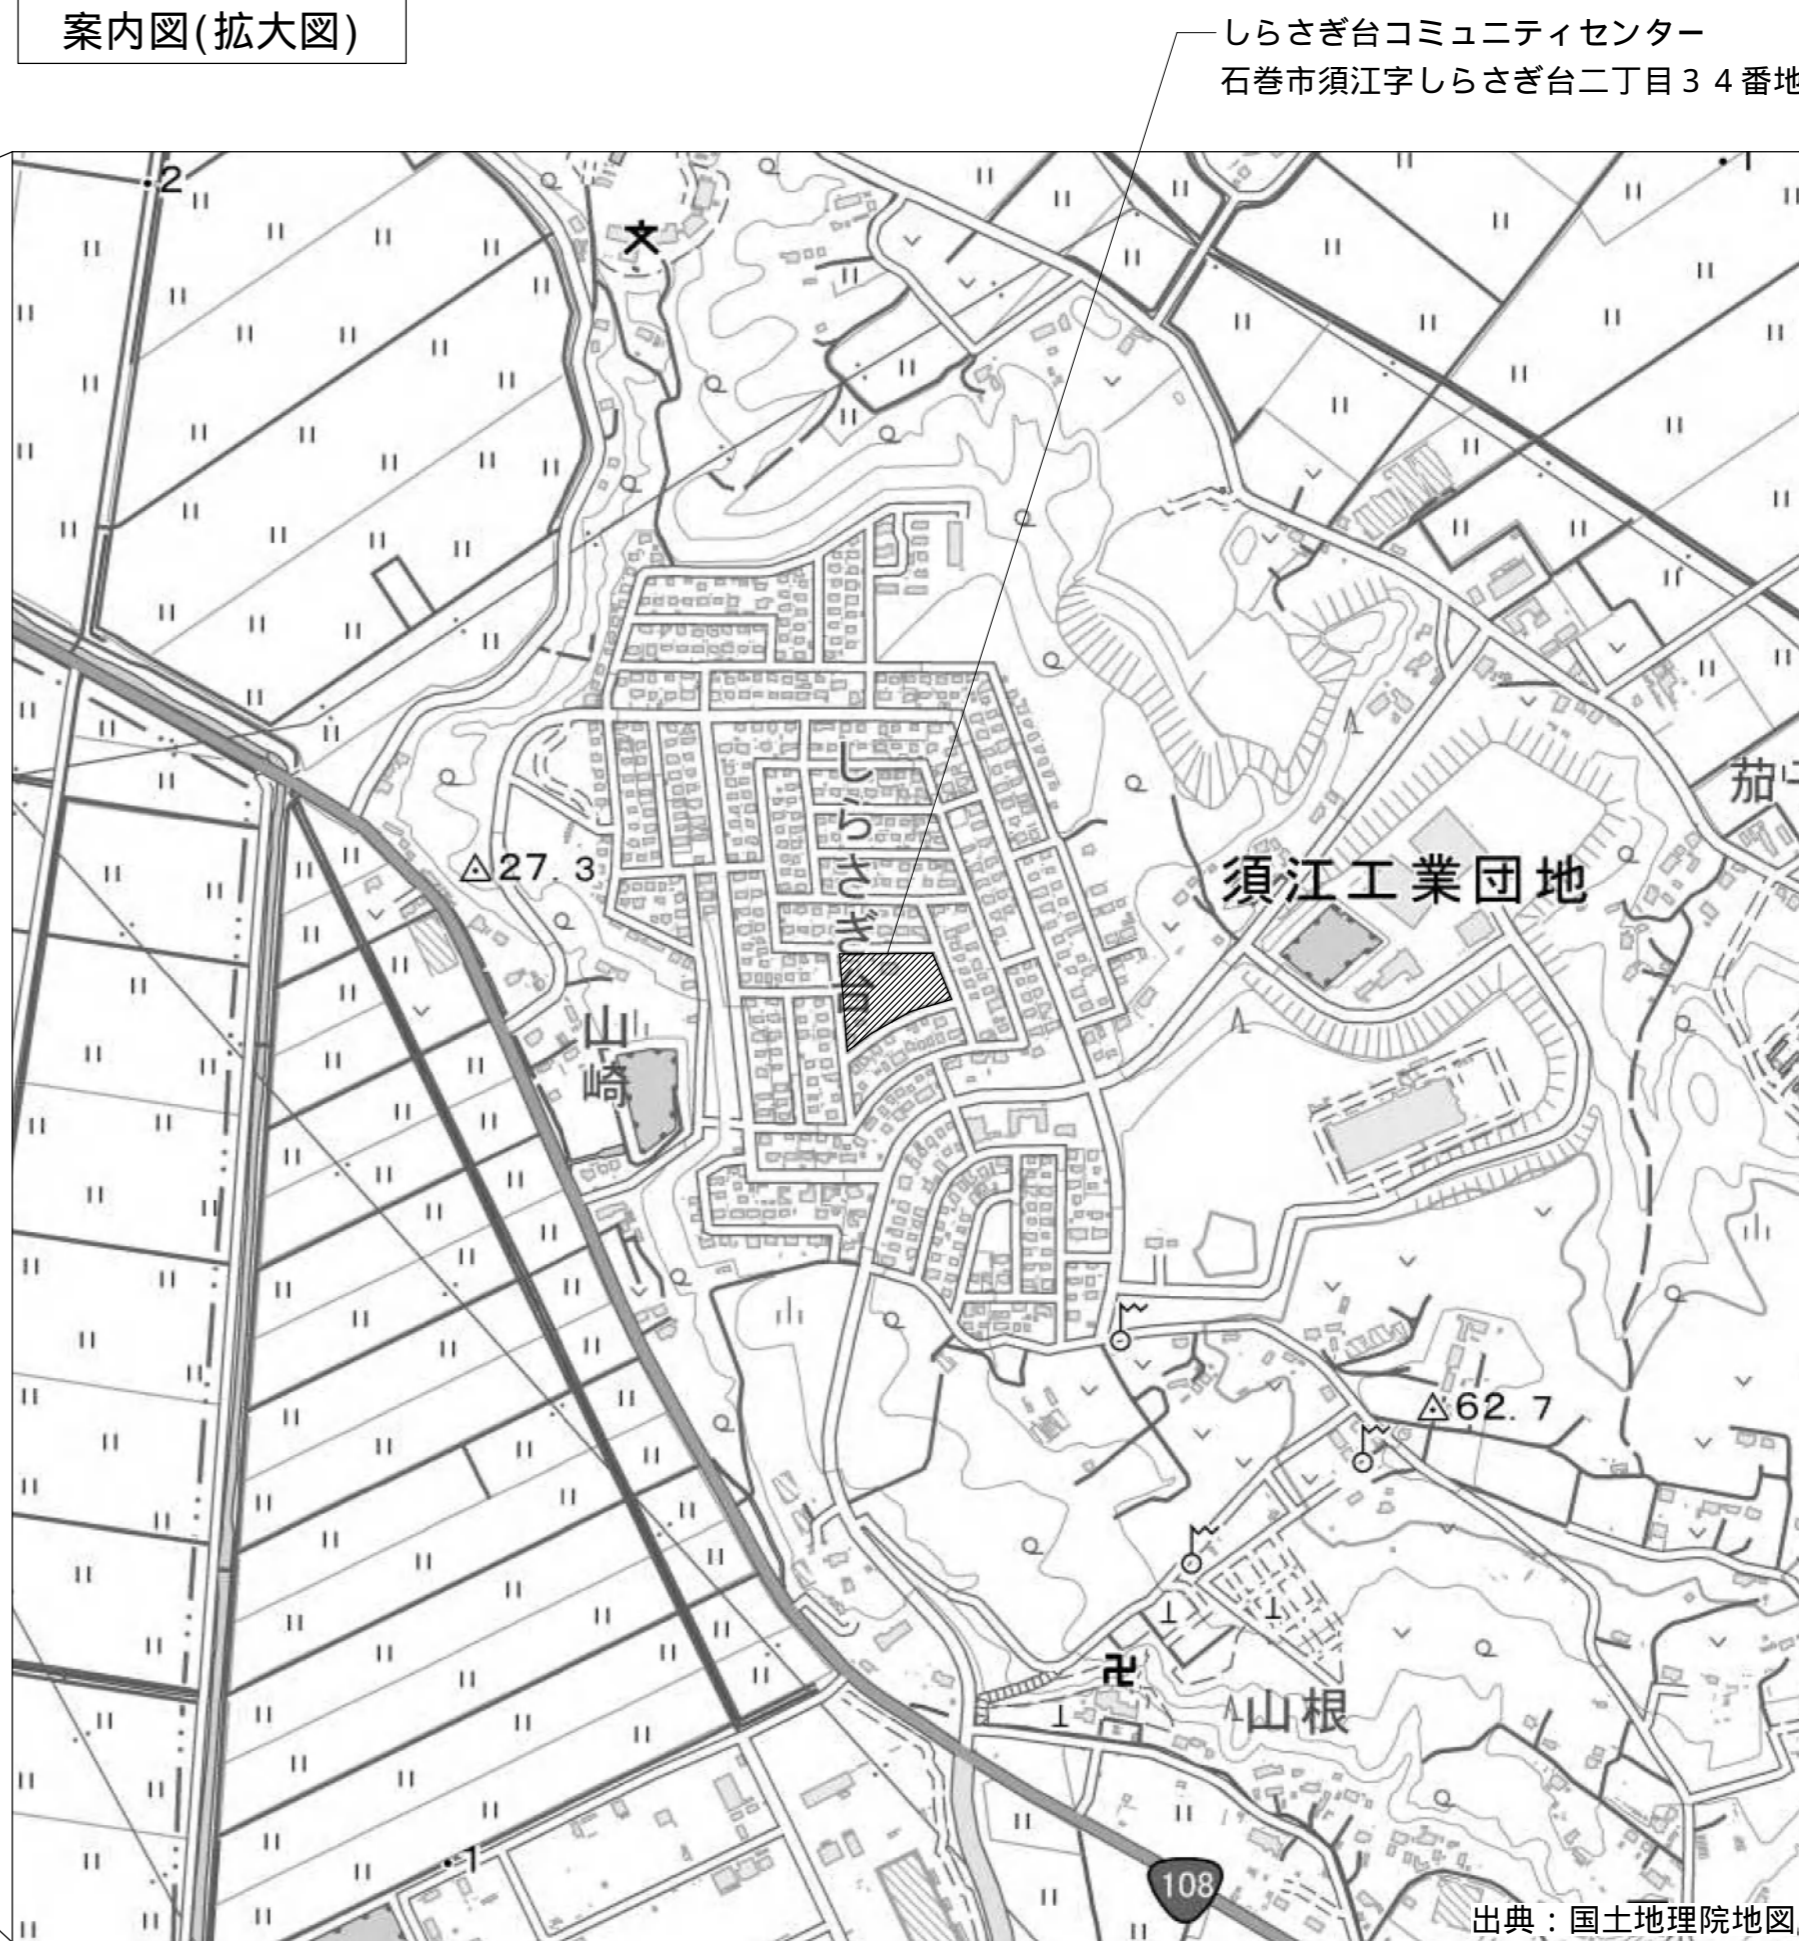 案内図(拡大図)
しらさぎ台コミュニティセンター
石巻市須江字しらさぎ台二丁目３４番地
2
1
しらさぎ台
27.3
須江工業団地
山崎
62.7
山根
1
108
出典：国土地理院地図